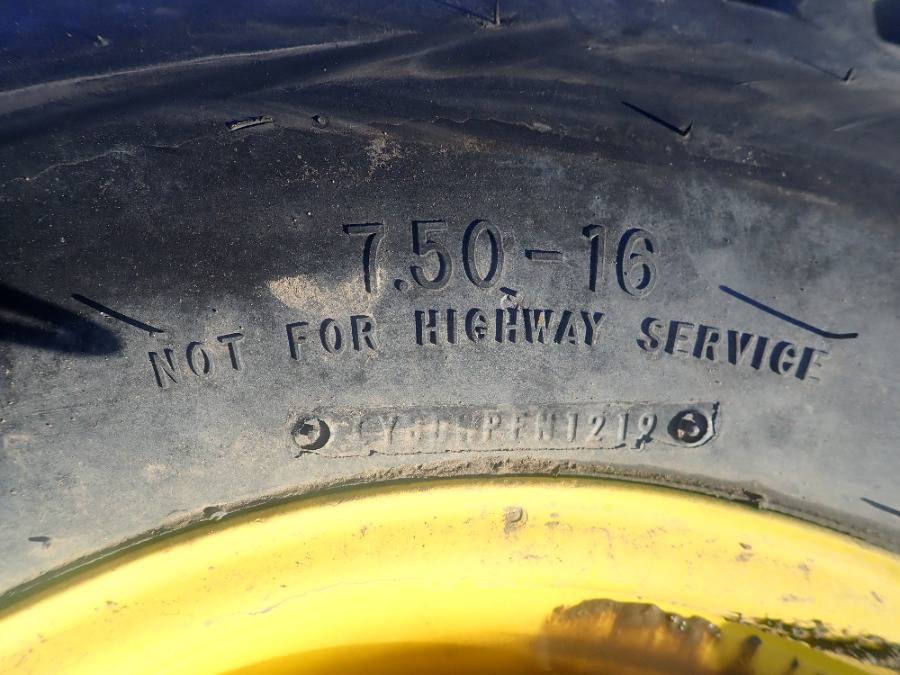 7.50-16
NOT FOR HIGHWAY SERVICE